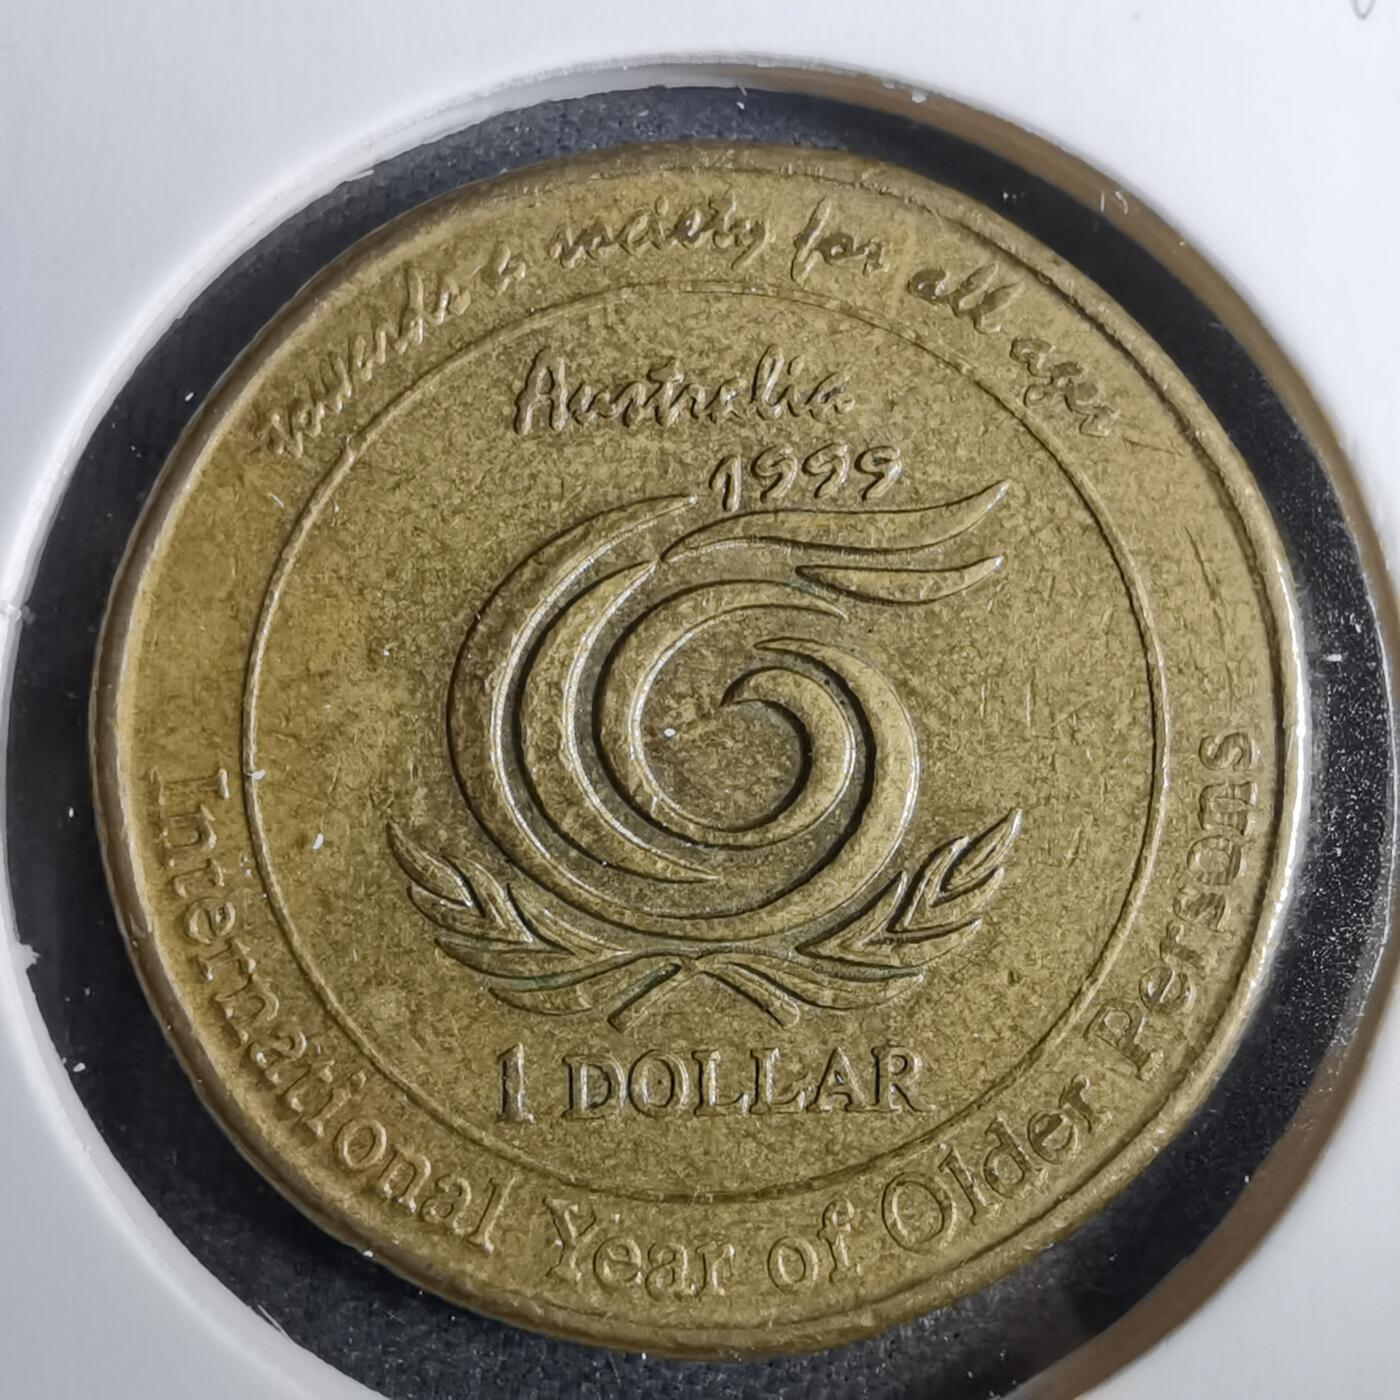 towards a society for all ages
Australia
1999
1 DOLLAR
International Year of Older Persons